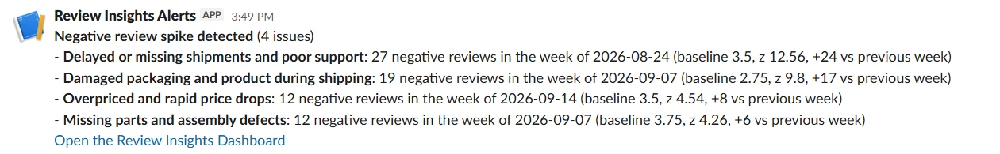 Review Insights Alerts APP 3:49 PM
Negative review spike detected (4 issues)
- Delayed or missing shipments and poor support: 27 negative reviews in the week of 2026-08-24 (baseline 3.5, z 12.56, +24 vs previous week)
- Damaged packaging and product during shipping: 19 negative reviews in the week of 2026-09-07 (baseline 2.75, z 9.8, +17 vs previous week)
- Overpriced and rapid price drops: 12 negative reviews in the week of 2026-09-14 (baseline 3.5, z 4.54, +8 vs previous week)
- Missing parts and assembly defects: 12 negative reviews in the week of 2026-09-07 (baseline 3.75, z 4.26, +6 vs previous week)
Open the Review Insights Dashboard